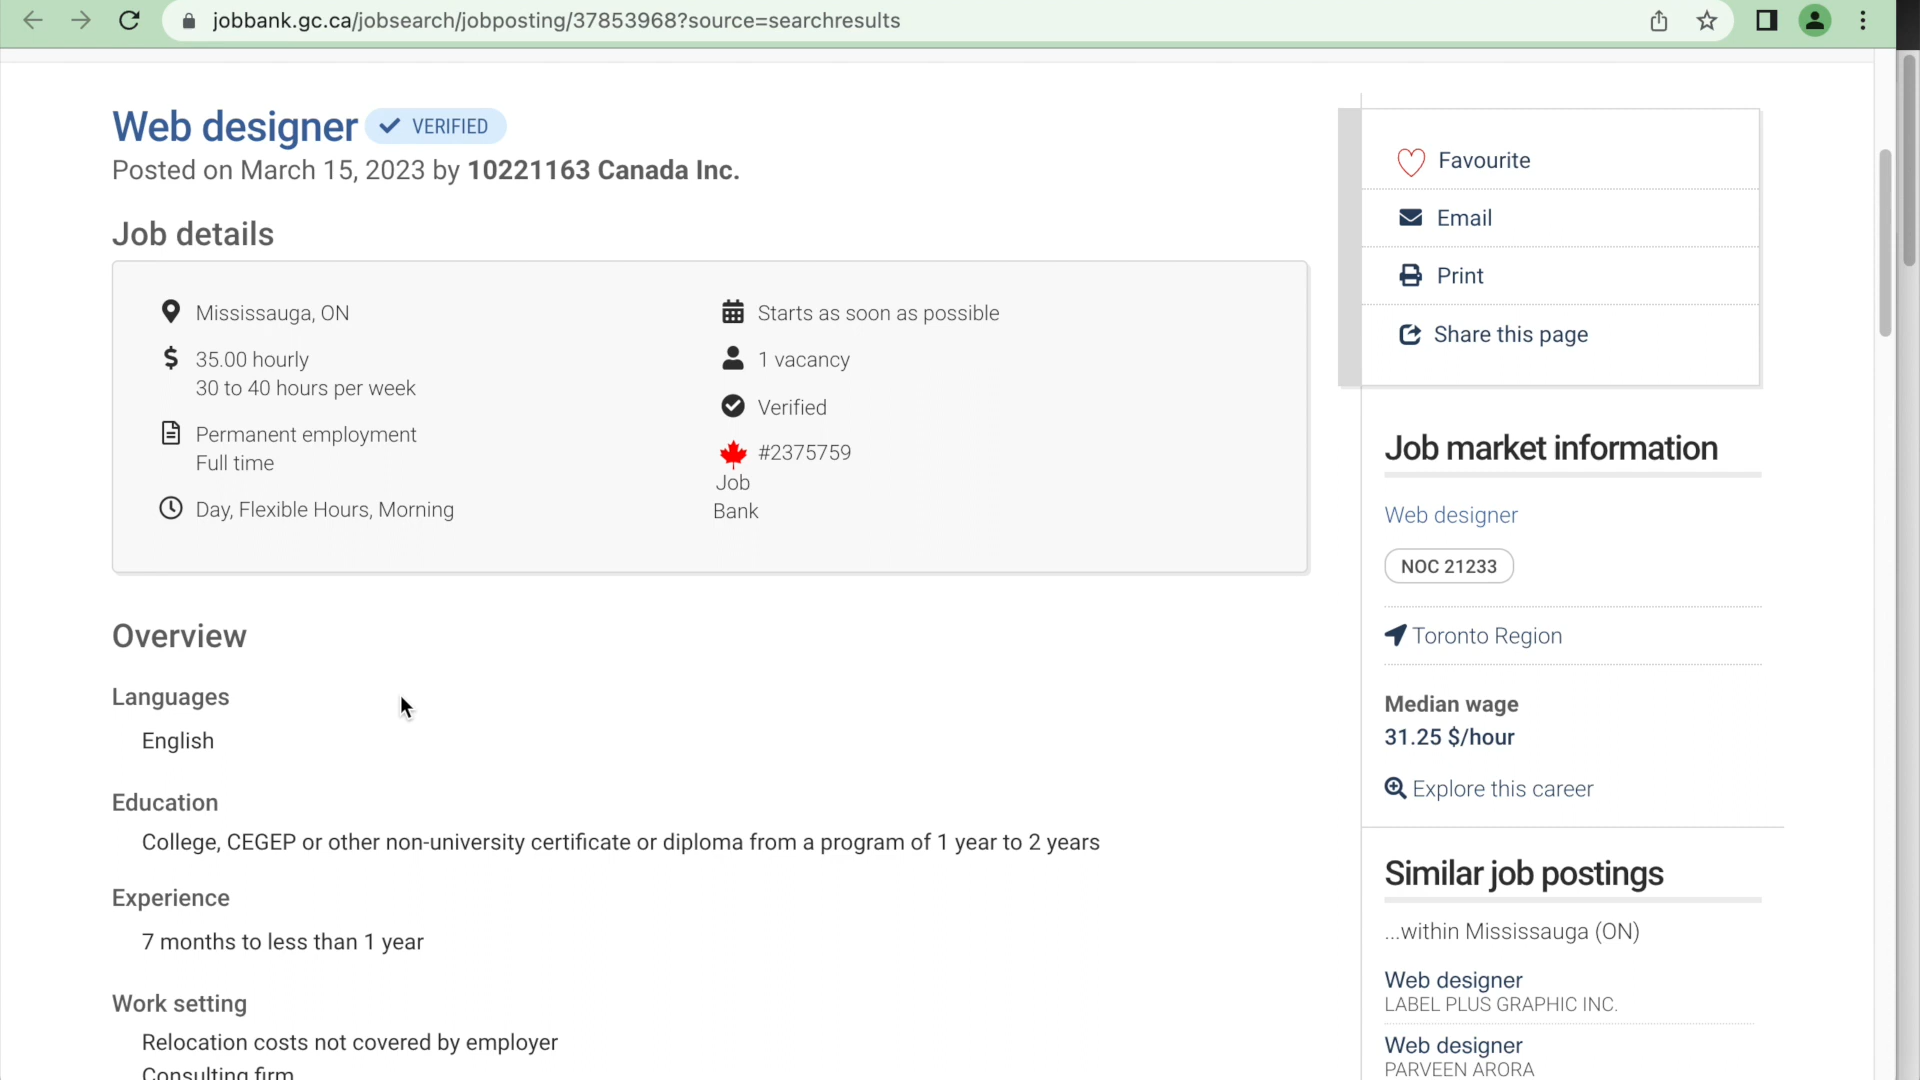 jobbank.gc.ca/jobsearch/jobposting/37853968?source=searchresults
Web designer VERIFIED
Posted on March 15, 2023 by 10221163 Canada Inc.
Job details
Mississauga, ON
35.00 hourly
30 to 40 hours per week
Permanent employment
Full time
Day, Flexible Hours, Morning
Starts as soon as possible
1 vacancy
Verified
#2375759
Job
Bank
Overview
Languages
English
Education
College, CEGEP or other non-university certificate or diploma from a program of 1 year to 2 years
Experience
7 months to less than 1 year
Work setting
Relocation costs not covered by employer
Consulting firm
Favourite
Email
Print
Share this page
Job market information
Web designer
NOC 21233
Toronto Region
Median wage
31.25 $/hour
Explore this career
Similar job postings
...within Mississauga (ON)
Web designer
LABEL PLUS GRAPHIC INC.
Web designer
PARVEEN ARORA